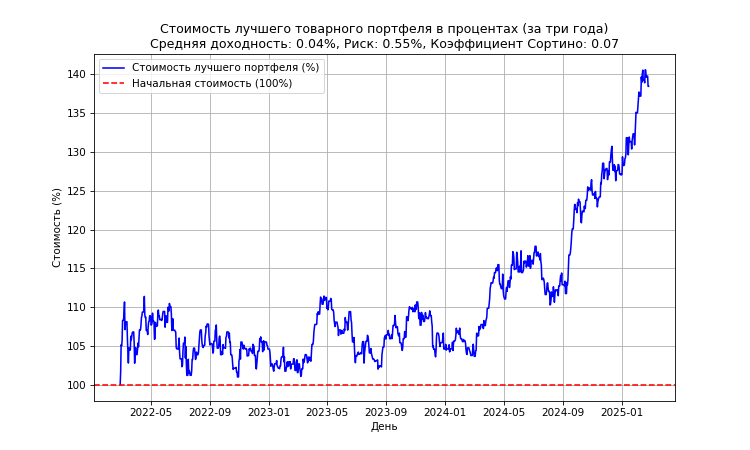 Стоимость лучшего товарного портфеля в процентах (за три года)
Средняя доходность: 0.04%, Риск: 0.55%, Коэффициент Сортино: 0.07
Стоимость лучшего портфеля (%)
Начальная стоимость (100%)
Стоимость (%)
140
135
130
125
120
115
110
105
100
2022-05 2022-09 2023-01 2023-05 2023-09 2024-01 2024-05 2024-09 2025-01
День